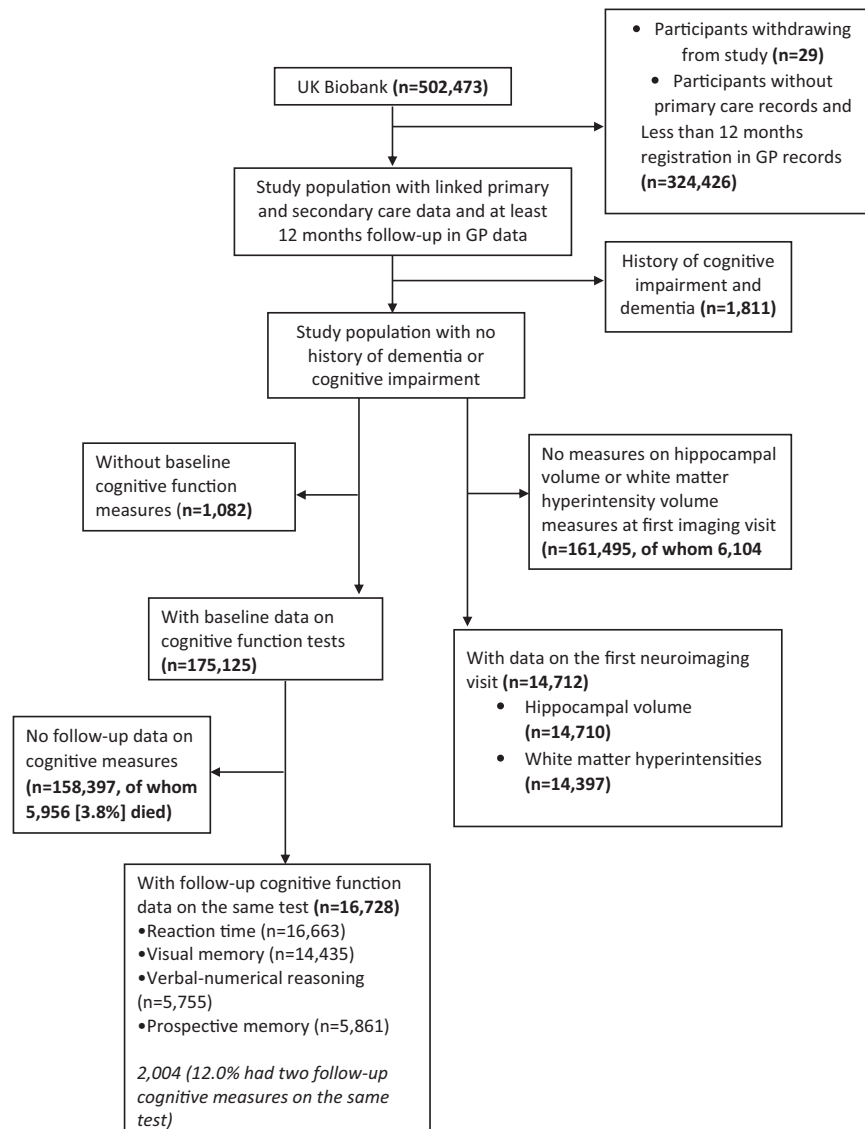 UK Biobank (n=502,473)
• Participants withdrawing
from study (n=29)
• Participants without
primary care records and
Less than 12 months
registration in GP records
(n=324,426)
Study population with linked primary
and secondary care data and at least
12 months follow-up in GP data
History of cognitive
impairment and
dementia (n=1,811)
Study population with no
history of dementia or
cognitive impairment
Without baseline
cognitive function
measures (n=1,082)
No measures on hippocampal
volume or white matter
hyperintensity volume
measures at first imaging visit
(n=161,495, of whom 6,104
With baseline data on
cognitive function tests
(n=175,125)
With data on the first neuroimaging
visit (n=14,712)
• Hippocampal volume
(n=14,710)
• White matter hyperintensities
(n=14,397)
No follow-up data on
cognitive measures
(n=158,397, of whom
5,956 [3.8%] died)
With follow-up cognitive function
data on the same test (n=16,728)
•Reaction time (n=16,663)
•Visual memory (n=14,435)
•Verbal-numerical reasoning
(n=5,755)
•Prospective memory (n=5,861)
2,004 (12.0% had two follow-up
cognitive measures on the same
test)